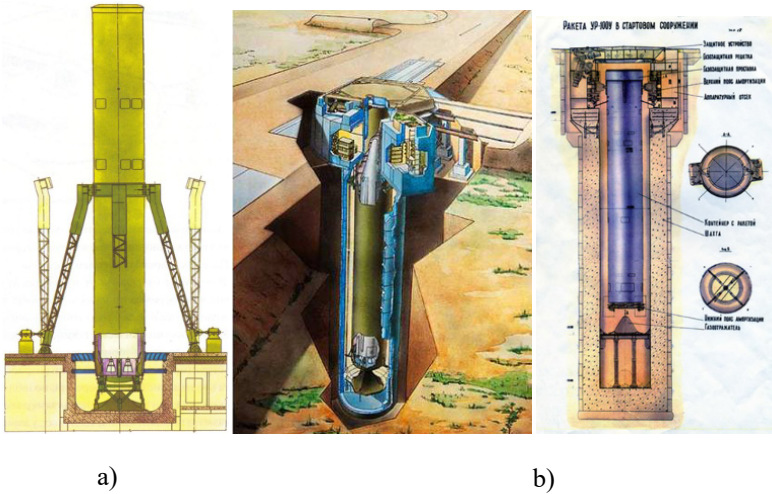 РАКЕТА УР-100У В СТАРТОВОМ СООРУЖЕНИИ
ЗАЩИТНОЕ УСТРОЙСТВО
ВЕРХНИЙ ПОЯС АМОРТИЗАЦИИ
АППАРАТУРНЫЙ ОТСЕК
КОНТЕЙНЕР С РАКЕТОЙ
ШАХТА
НИЖНИЙ ПОЯС АМОРТИЗАЦИИ
ГАЗООТРАЖАТЕЛЬ
a)
b)